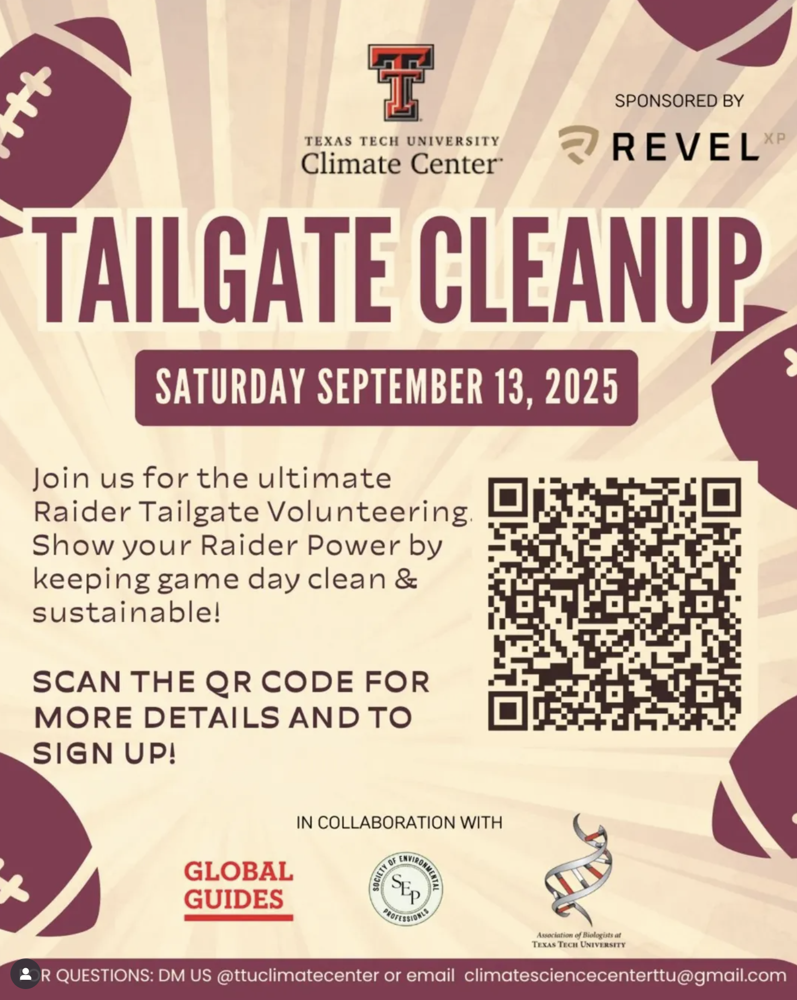 TEXAS TECH UNIVERSITY
Climate Center
SPONSORED BY
REVEL XP
TAILGATE CLEANUP
SATURDAY SEPTEMBER 13, 2025
Join us for the ultimate
Raider Tailgate Volunteering.
Show your Raider Power by
keeping game day clean &
sustainable!
SCAN THE QR CODE FOR
MORE DETAILS AND TO
SIGN UP!
IN COLLABORATION WITH
GLOBAL
GUIDES
SOCIETY OF ENVIRONMENTAL
SEP
PROFESSIONLS
Association of Biologists at
TEXAS TECH UNIVERSITY
OR QUESTIONS: DM US @ttuclimatecenter or email climatesciencecenterttu@gmail.com